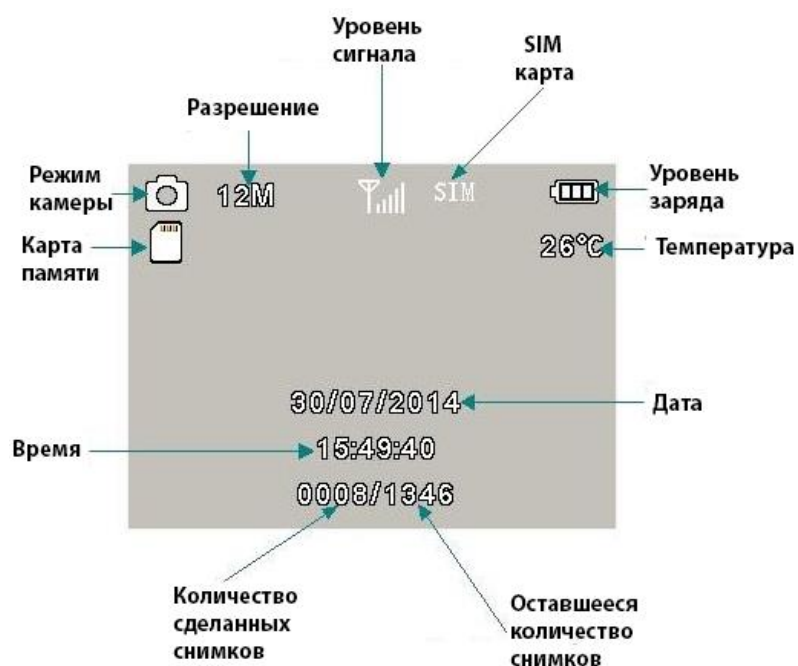 Уровень
сигнала
SIM
карта
Разрешение
Режим
камеры
12M
SIM
Уровень
заряда
Карта
памяти
26°C
Температура
30/07/2014
Дата
Время
15:49:40
0008/1346
Количество
сделанных
снимков
Оставшееся
количество
снимков